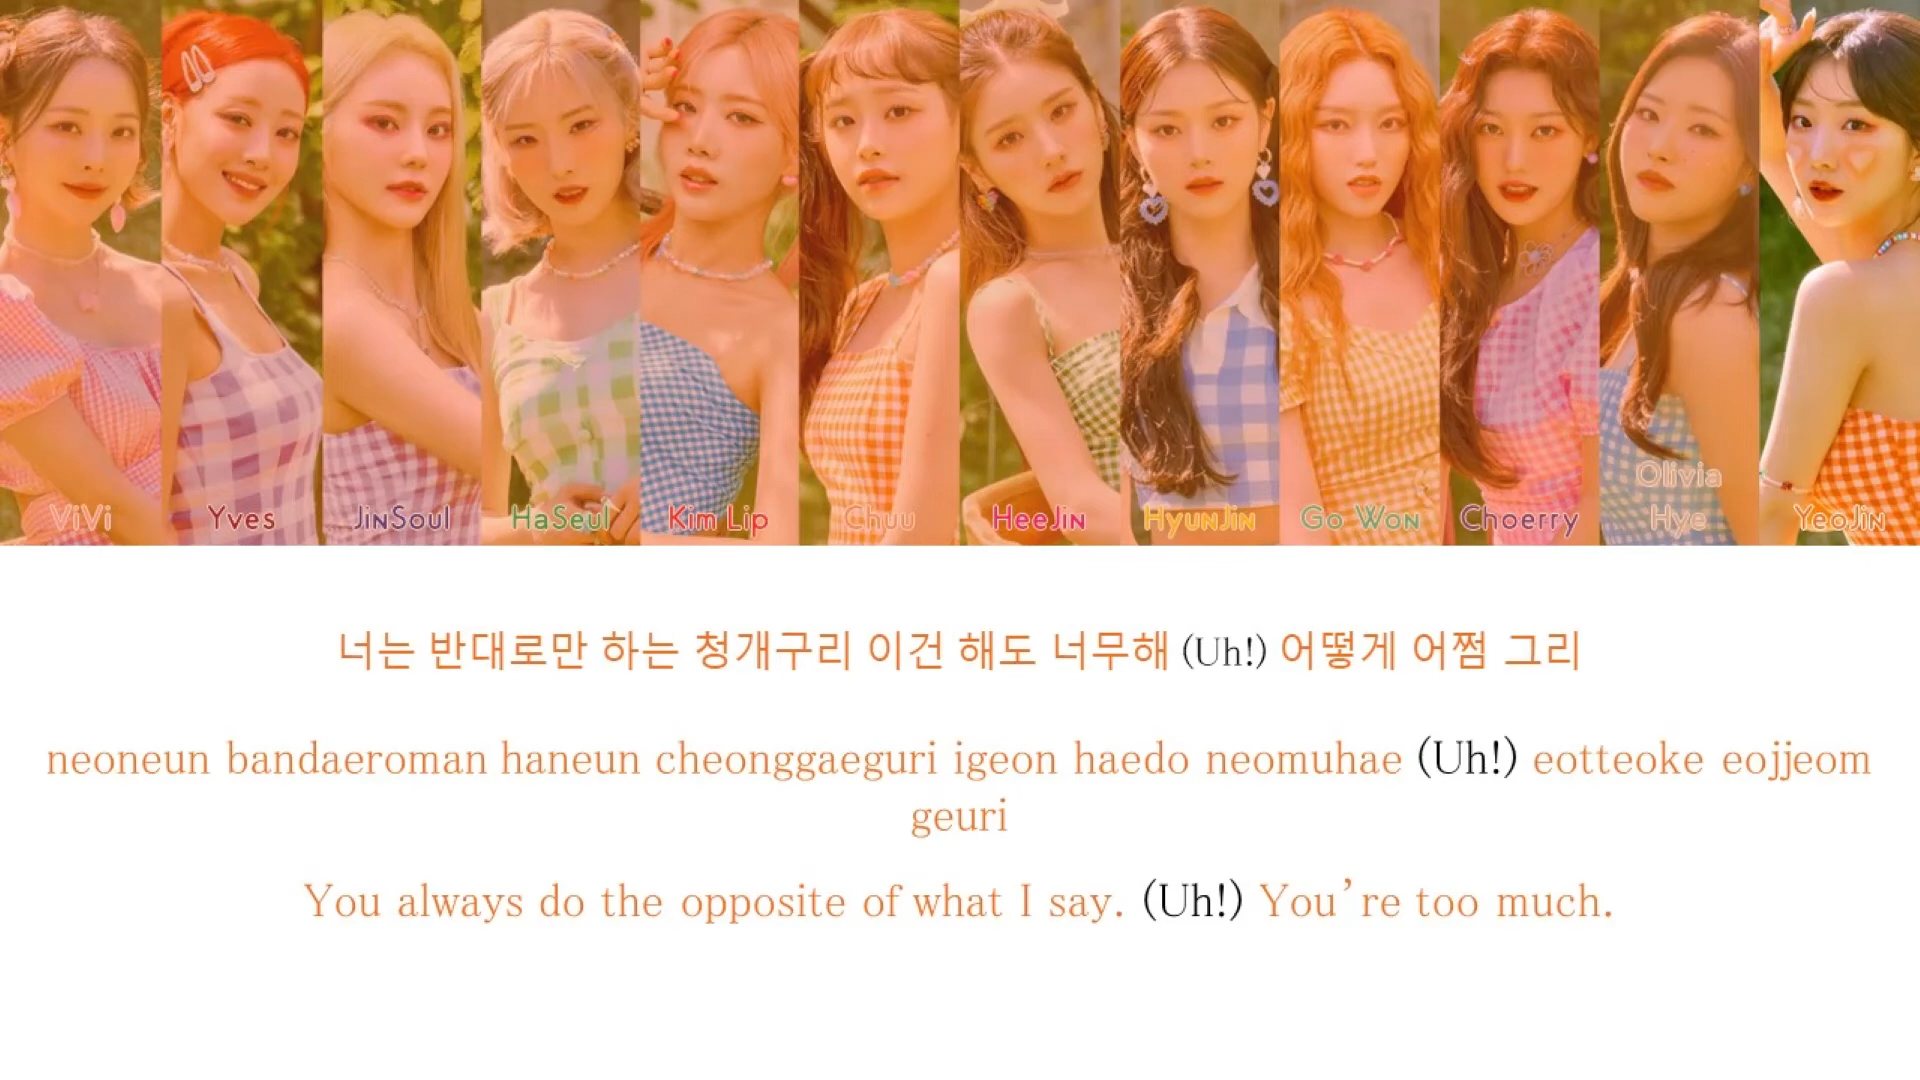 ViVi
Yves
JinSoul
HaSeul
Kim Lip
Chuu
HeeJin
HyunJin
Go Won
Choerry
Olivia
Hye
YeoJin
너는 반대로만 하는 청개구리 이건 해도 너무해 (Uh!) 어떻게 어쩜 그리
neoneun bandaeroman haneun cheonggaeguri igeon haedo neomuhae (Uh!) eotteoke eojjeom
geuri
You always do the opposite of what I say. (Uh!) You're too much.